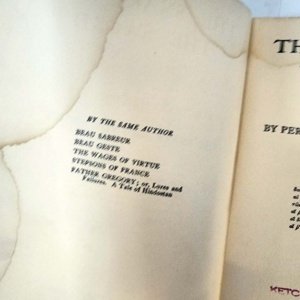 BY THE SAME AUTHOR
BEAU SABREUR
BEAU GESTE
THE WAGES OF VIRTUE
STEPSONS OF FRANCE
FATHER GREGORY; or, Lures and
Failures. A Tale of Hindostan
TH
BY PER
KETC